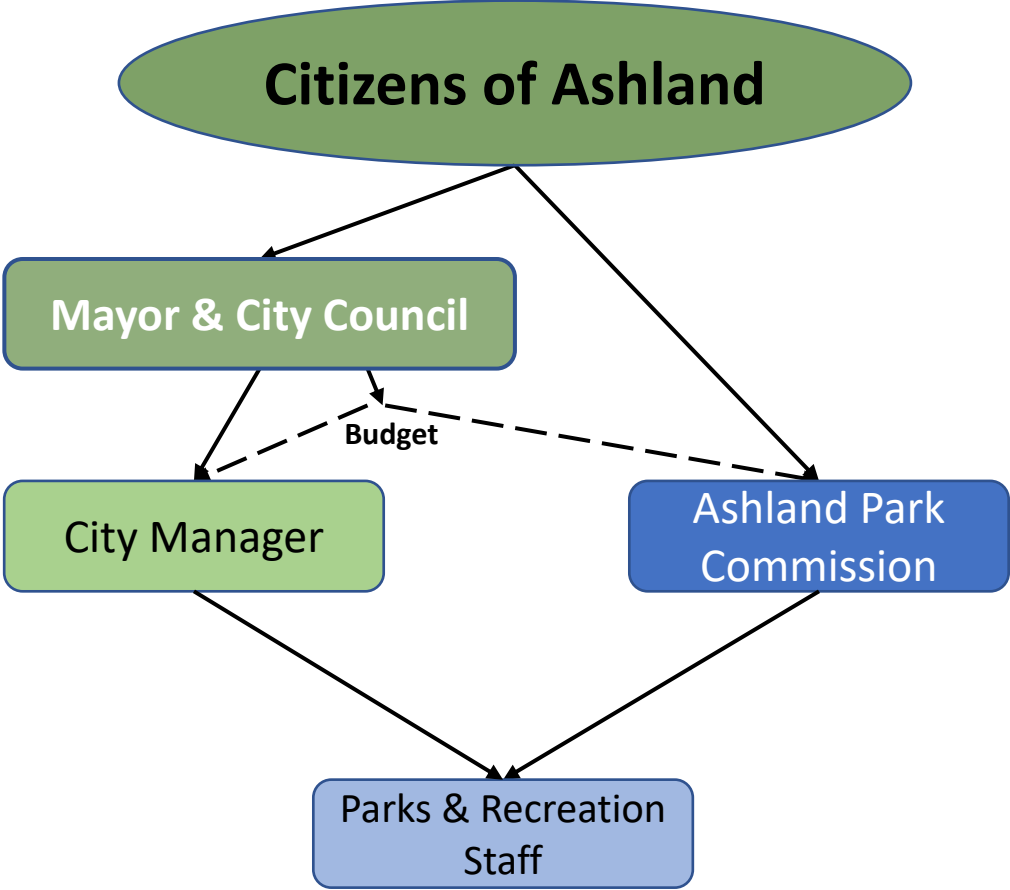 Citizens of Ashland
Mayor & City Council
Budget
City Manager
Ashland Park
Commission
Parks & Recreation
Staff